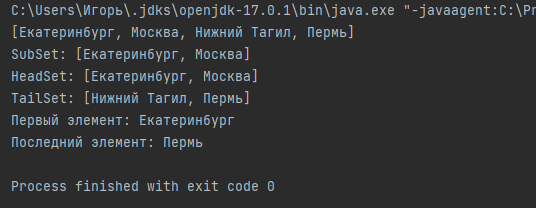 C:\Users\Игорь\.jdks\openjdk-17.0.1\bin\java.exe "-javaagent:C:\Pr
[Екатеринбург, Москва, Нижний Тагил, Пермь]
SubSet: [Екатеринбург, Москва]
HeadSet: [Екатеринбург, Москва]
TailSet: [Нижний Тагил, Пермь]
Первый элемент: Екатеринбург
Последний элемент: Пермь
Process finished with exit code 0